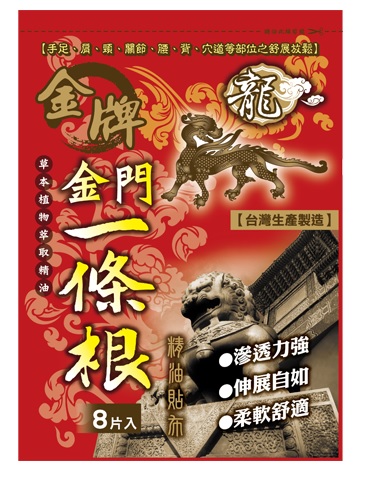 【手足、肩、頸、關節、腰、背、穴道等部位之舒展放鬆】
金牌
龍
草本植物萃取精油
金門
一條根
【台灣生產製造】
精油貼布
●滲透力強
●伸展自如
●柔軟舒適
8片入